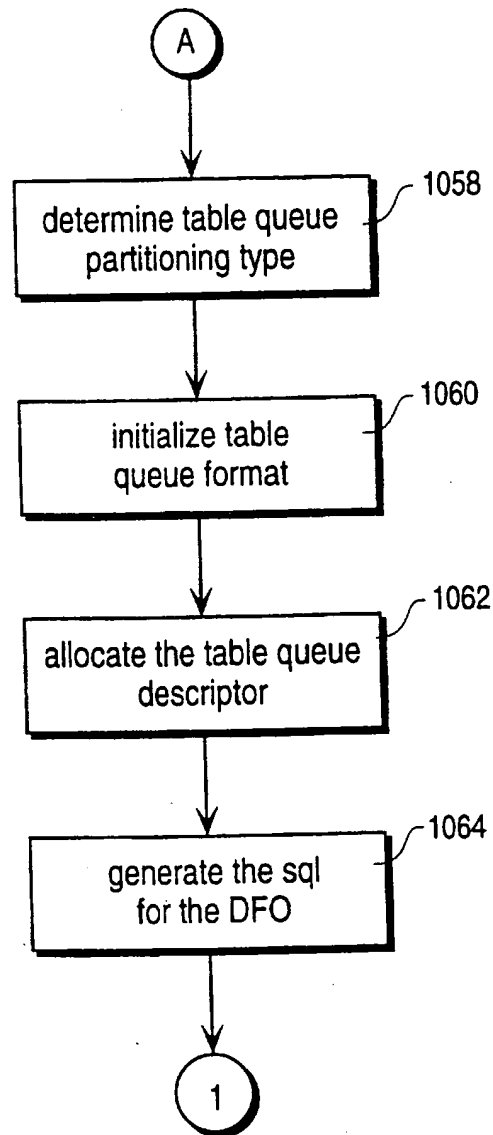 A
1058
determine table queue
partitioning type
1060
initialize table
queue format
1062
allocate the table queue
descriptor
1064
generate the sql
for the DFO
1